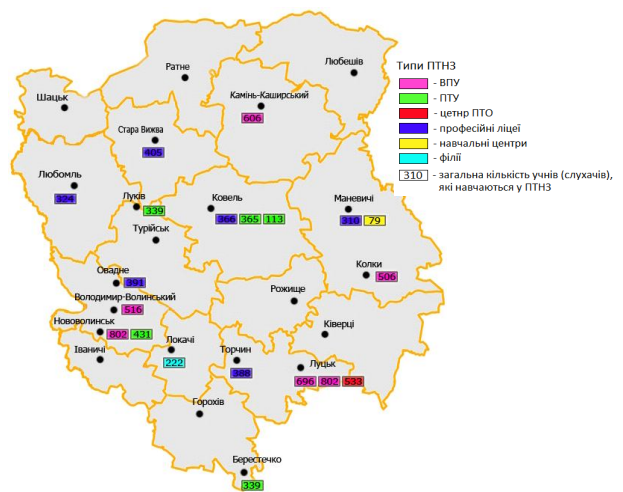 Типи ПТНЗ
- ВПУ
- ПТУ
- цетнр ПТО
- професійні ліцеї
- навчальні центри
- філії
310 - загальна кількість учнів (слухачів),
які навчаються у ПТНЗ
Любешів
Ратне
Шацьк
Камінь-Каширський
606
Стара Вижва
405
Любомль
324
Луків
339
Ковель
366 365 113
Маневичі
310 79
Турійськ
Колки
506
Овадне
391
Рожище
Володимир-Волинський
516
Нововолинськ
802 431
Ківерці
Іваничі
Локачі
222
Торчин
388
Луцьк
696 802 533
Горохів
Берестечко
339